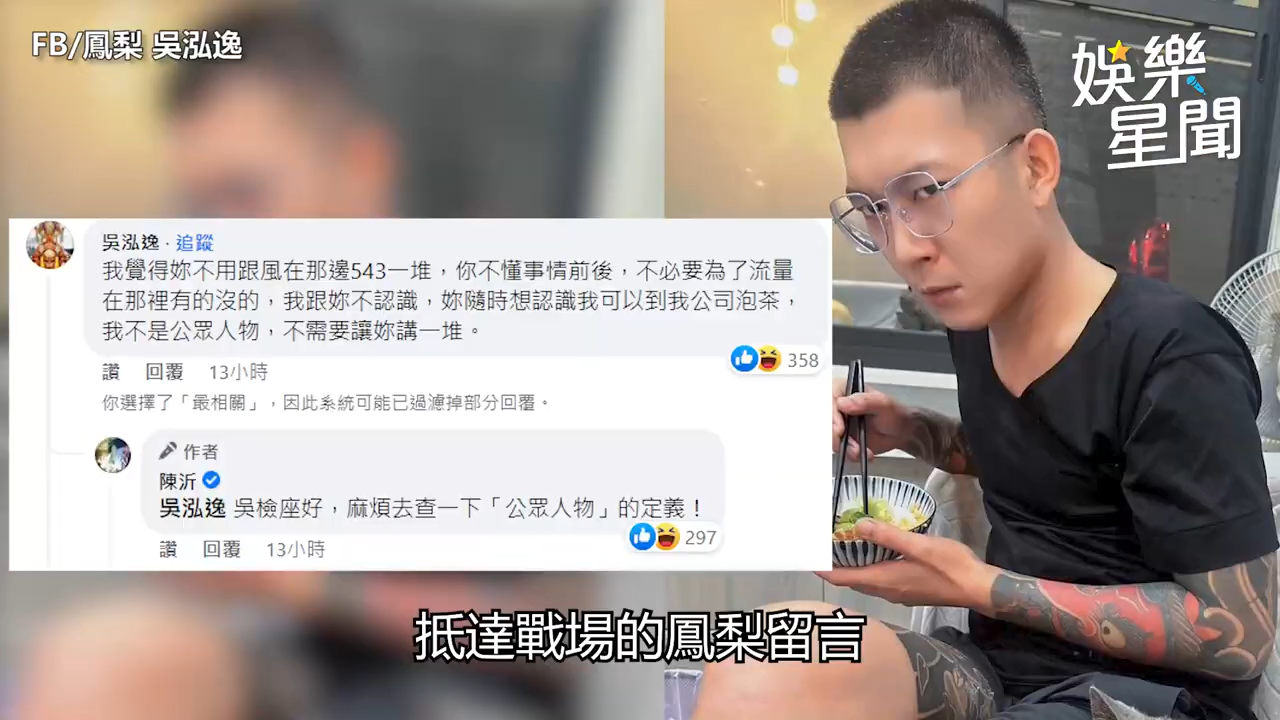 FB/鳳梨 吳泓逸
娛樂
星聞
吳泓逸 · 追蹤
我覺得妳不用跟風在那邊543一堆，你不懂事情前後，不必要為了流量
在那裡有的沒的，我跟妳不認識，妳隨時想認識我可以到我公司泡茶，
我不是公眾人物，不需要讓妳講一堆。
358
讚 回覆 13小時
你選擇了「最相關」，因此系統可能已過濾掉部分回覆。
作者
陳沂
吳泓逸 吳檢座好，麻煩去查一下「公眾人物」的定義！
297
讚 回覆 13小時
抵達戰場的鳳梨留言